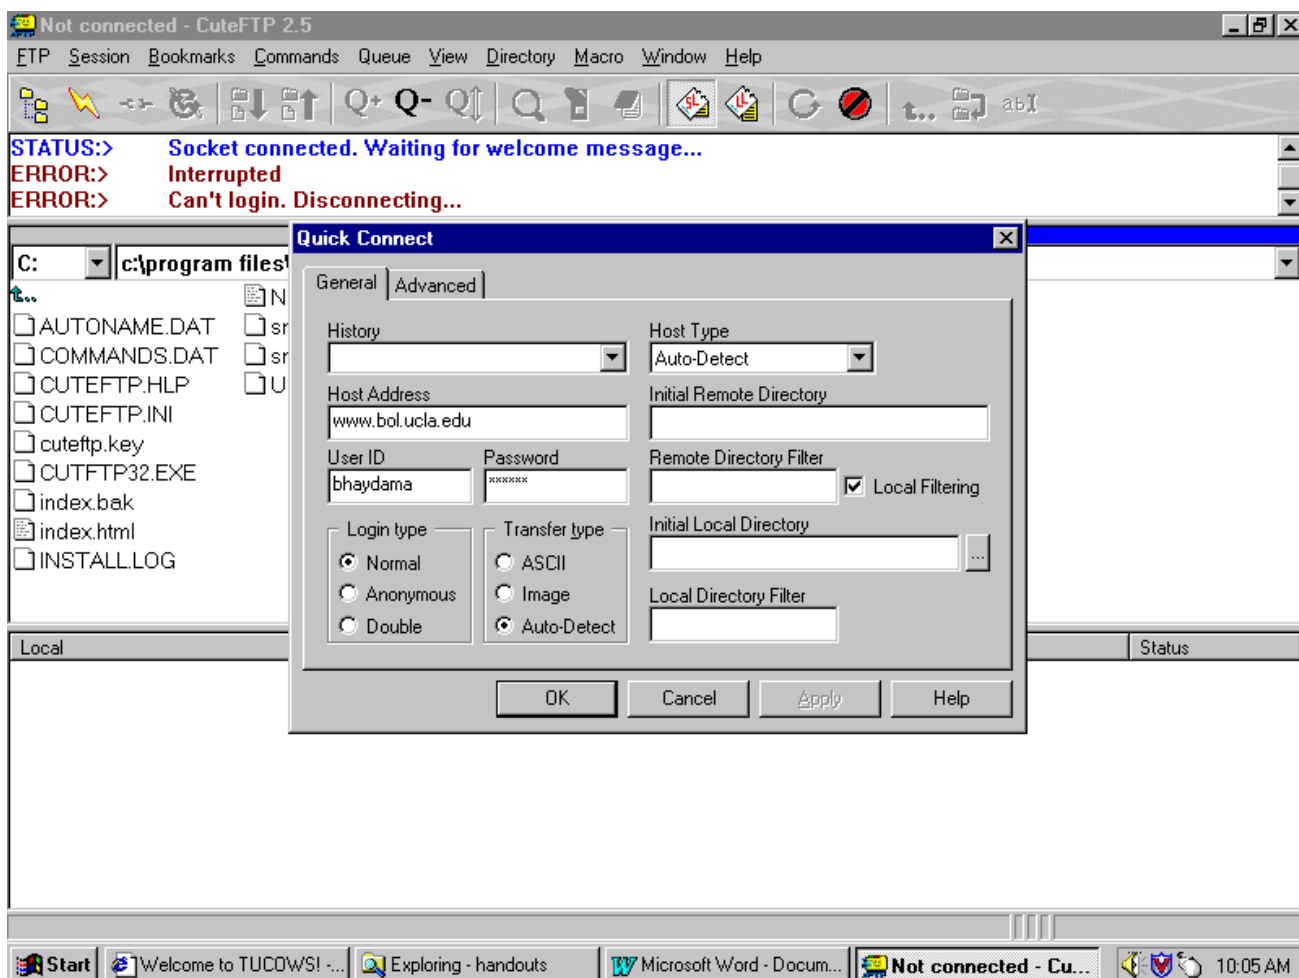 Not connected - CuteFTP 2.5
FTP Session Bookmarks Commands Queue View Directory Macro Window Help
STATUS:> Socket connected. Waiting for welcome message...
ERROR:> Interrupted
ERROR:> Can't login. Disconnecting...
C: c:\program files\
AUTONAME.DAT
COMMANDS.DAT
CUTEFTP.HLP
CUTEFTP.INI
cuteftp.key
CUTFTP32.EXE
index.bak
index.html
INSTALL.LOG
N
sr
sr
U
Quick Connect
General Advanced
History
Host Type
Auto-Detect
Host Address
www.bol.ucla.edu
Initial Remote Directory
User ID Password
bhaydama ××××××
Remote Directory Filter
Local Filtering
Login type
Normal
Anonymous
Double
Transfer type
ASCII
Image
Auto-Detect
Initial Local Directory
...
Local Directory Filter
OK Cancel Apply Help
Local Status
Start Welcome to TUCOWS! -... Exploring - handouts Microsoft Word - Docum... Not connected - Cu... 10:05 AM